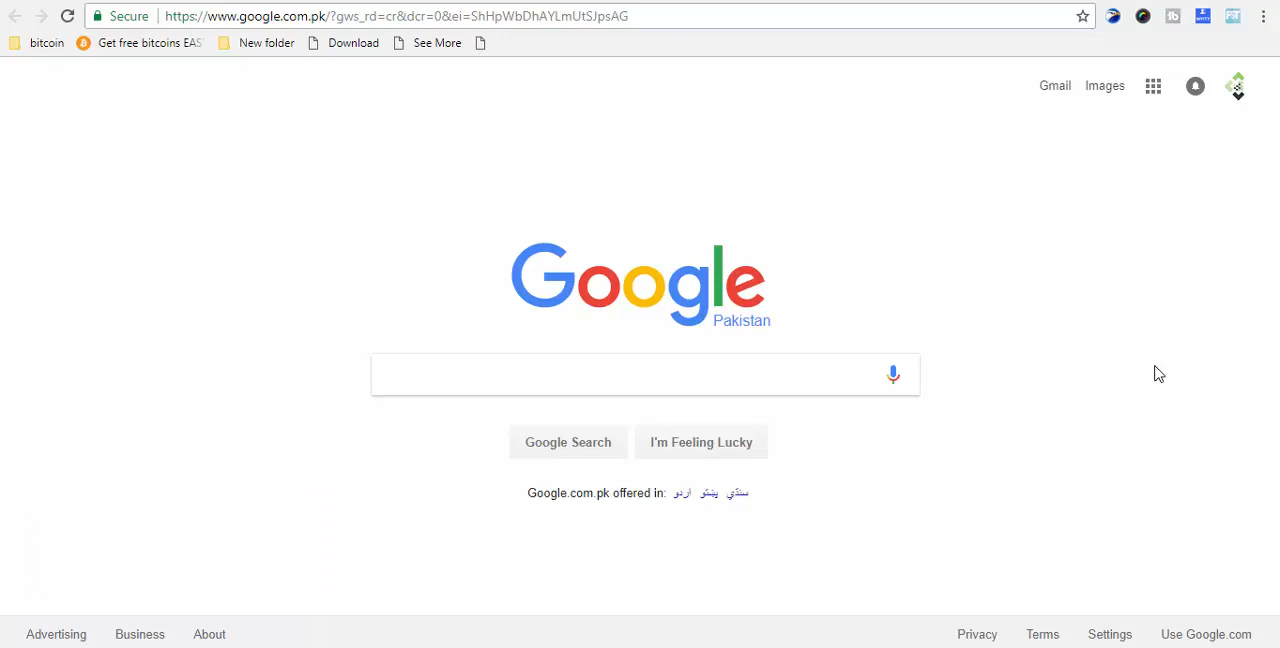 Secure https://www.google.com.pk/?gws_rd=cr&dcr=0&ei=ShHpWbDhAYLmUtSJpsAG
bitcoin Get free bitcoins EAS New folder Download See More
Gmail Images
Google
Pakistan
Google Search I'm Feeling Lucky
Google.com.pk offered in: اردو پښتو سنڌي
Advertising Business About Privacy Terms Settings Use Google.com